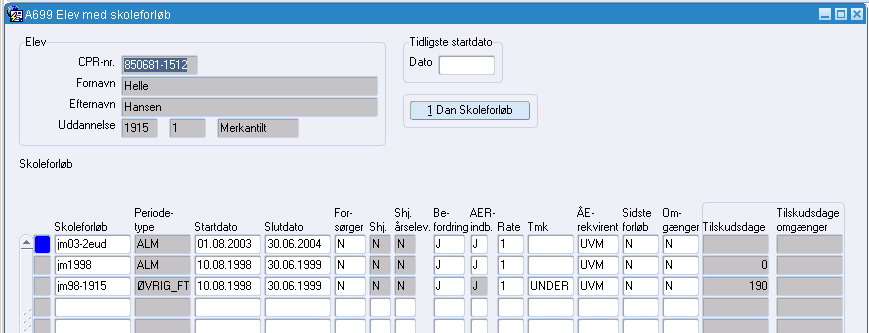 A699 Elev med skoleforløb
Elev
CPR-nr. 850681-1512
Fornavn Helle
Efternavn Hansen
Uddannelse 1915 1 Merkantilt
Tidligste startdato
Dato
1 Dan Skoleforløb
Skoleforløb
Skoleforløb Periode-type Startdato Slutdato For-sørger Shj. Shj. årselev. Be-fordring AER-indb. Rate Tmk ÅE-rekvirent Sidste forløb Om-gænger Tilskudsdage Tilskudsdage omgænger
jm03-2eud ALM 01.08.2003 30.06.2004 N N N J J 1 UVM N N
jm1998 ALM 10.08.1998 30.06.1999 N N N J J 1 UVM N N 0
jm98-1915 ØVRIG_FT 10.08.1998 30.06.1999 N N N J J 1 UNDER UVM N N 190